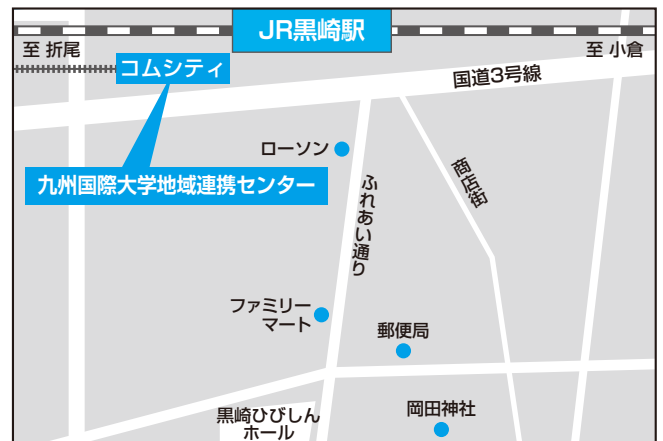 JR黒崎駅
至 折尾
至 小倉
コムシティ
国道3号線
ローソン
商店街
九州国際大学地域連携センター
ふれあい通り
ファミリー
マート
郵便局
岡田神社
黒崎ひびしん
ホール